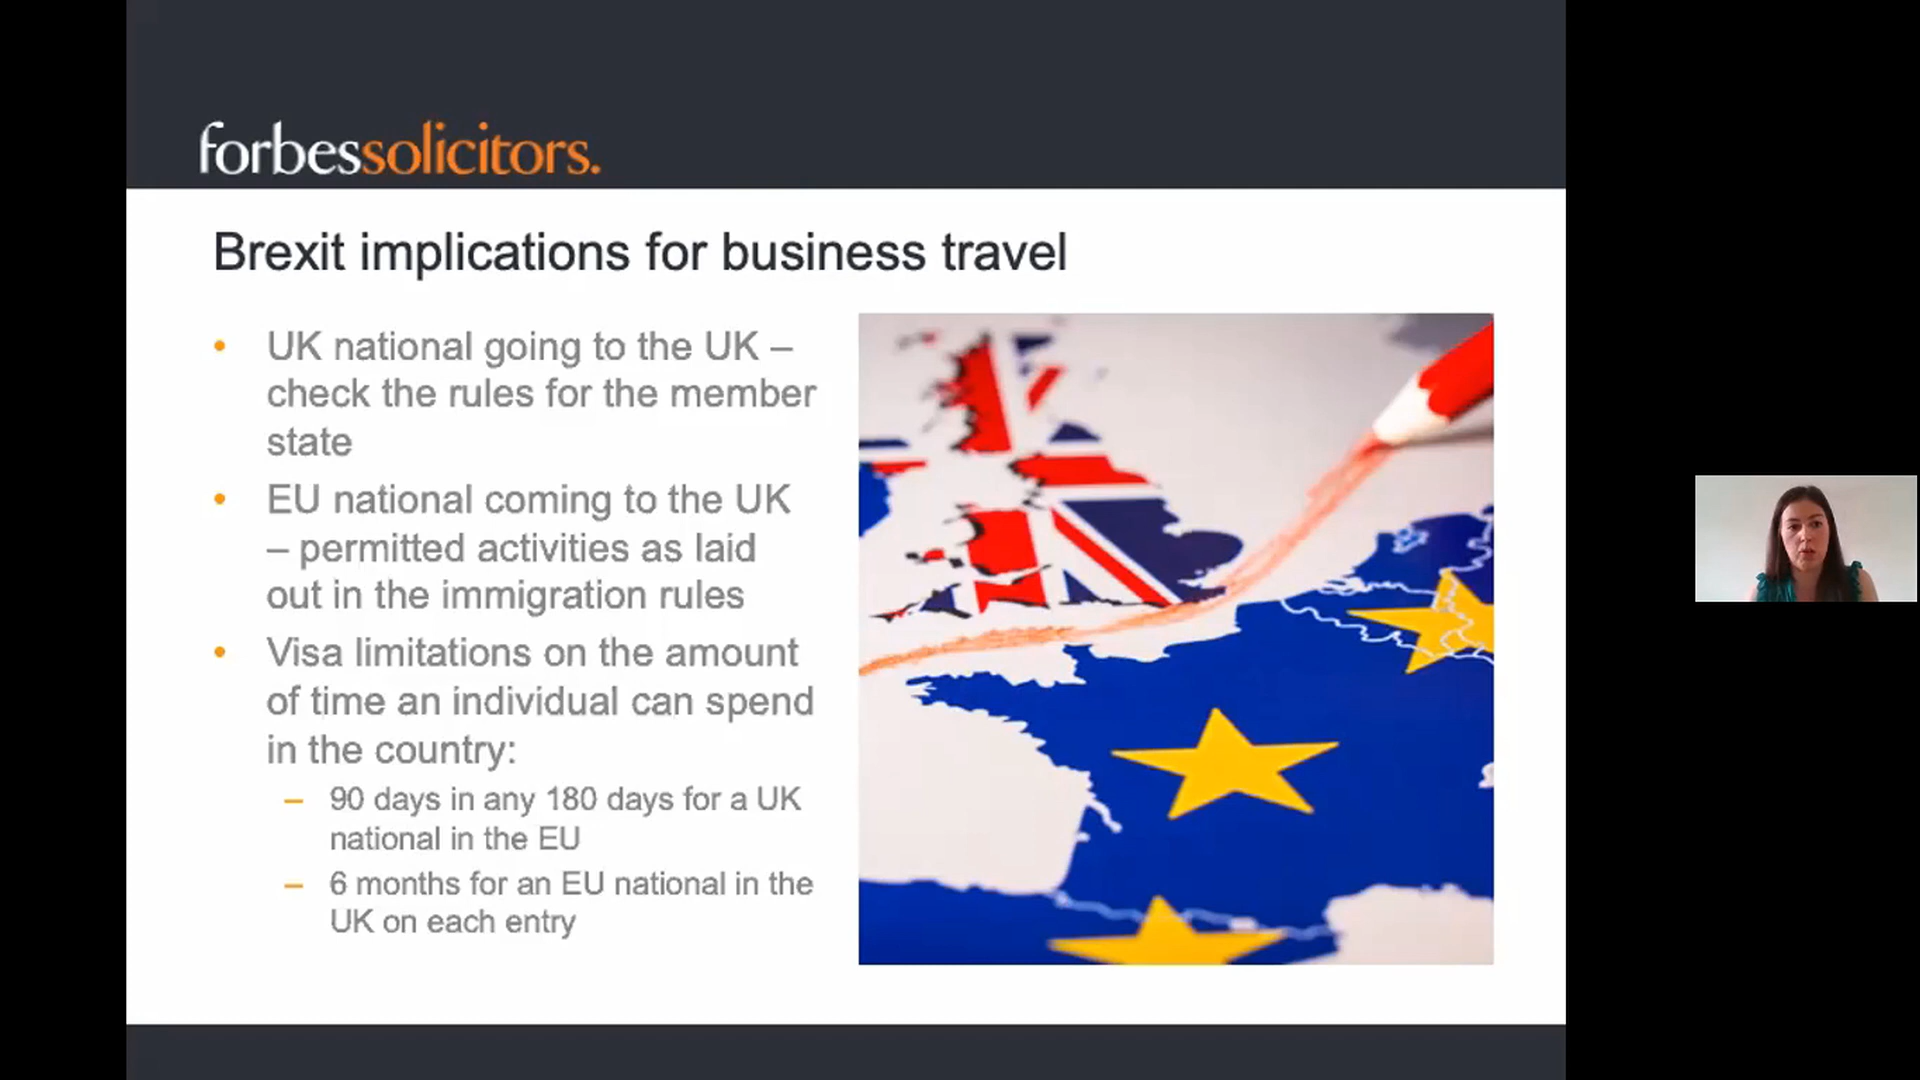 forbessolicitors.
Brexit implications for business travel
• UK national going to the UK –
check the rules for the member
state
• EU national coming to the UK
– permitted activities as laid
out in the immigration rules
• Visa limitations on the amount
of time an individual can spend
in the country:
– 90 days in any 180 days for a UK
national in the EU
– 6 months for an EU national in the
UK on each entry